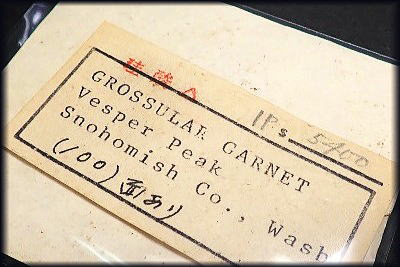 GROSSULAR GARNET
1Ps 5400
Vesper Peak
Snohomish Co., Wash
(100)面あり